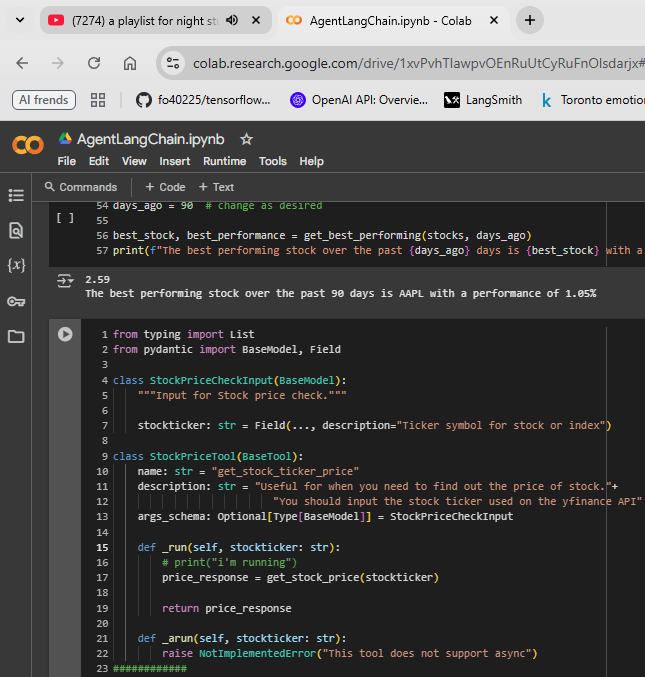 (7274) a playlist for night st
AgentLangChain.ipynb - Colab
colab.research.google.com/drive/1xvPvhTIawpvOEnRuUtCyRuFnOIsdarjx#
AI frends
fo40225/tensorflow...
OpenAI API: Overvie...
LangSmith
Toronto emotio
AgentLangChain.ipynb
File Edit View Insert Runtime Tools Help
Commands + Code + Text
54 days_ago = 90  # change as desired
[ ] 55
56 best_stock, best_performance = get_best_performing(stocks, days_ago)
57 print(f"The best performing stock over the past {days_ago} days is {best_stock} with a
2.59
The best performing stock over the past 90 days is AAPL with a performance of 1.05%
1 from typing import List
2 from pydantic import BaseModel, Field
3
4 class StockPriceCheckInput(BaseModel):
5     """Input for Stock price check."""
6
7     stockticker: str = Field(..., description="Ticker symbol for stock or index")
8
9 class StockPriceTool(BaseTool):
10     name: str = "get_stock_ticker_price"
11     description: str = "Useful for when you need to find out the price of stock."+
12                           "You should input the stock ticker used on the yfinance API"
13     args_schema: Optional[Type[BaseModel]] = StockPriceCheckInput
14
15     def _run(self, stockticker: str):
16         # print("i'm running")
17         price_response = get_stock_price(stockticker)
18
19         return price_response
20
21     def _arun(self, stockticker: str):
22         raise NotImplementedError("This tool does not support async")
23 ############